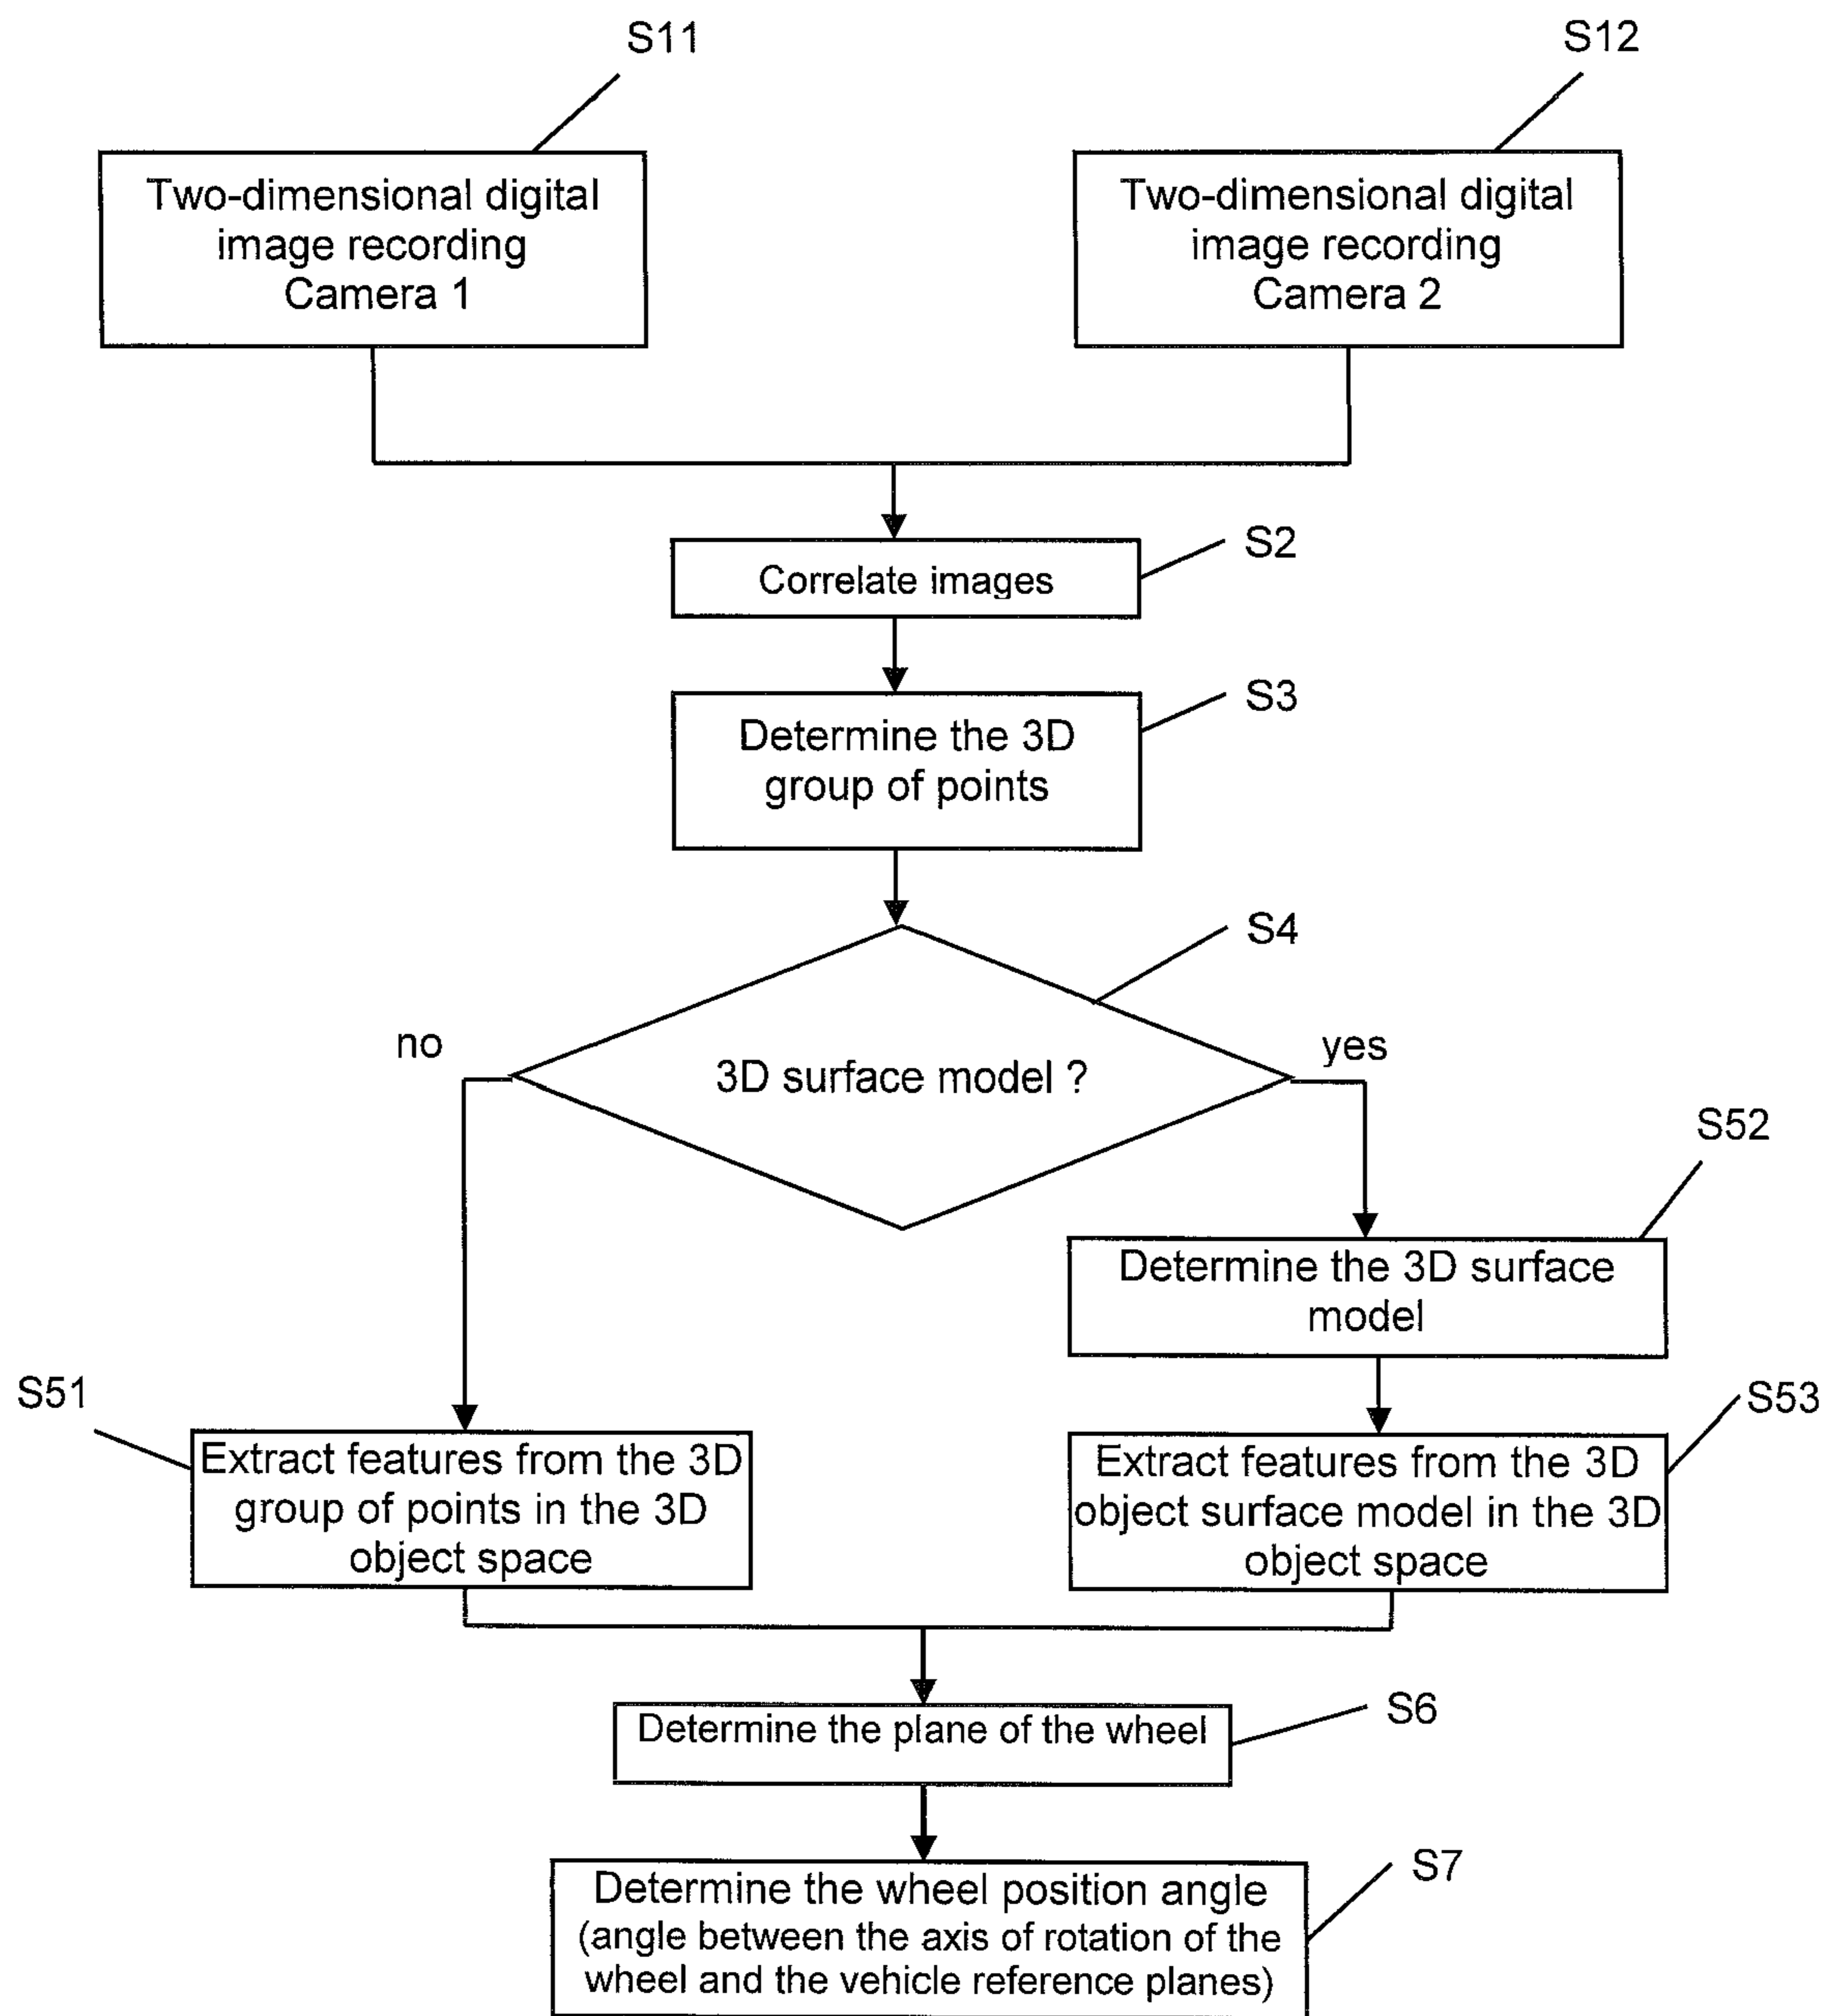 S11
S12
Two-dimensional digital
image recording
Camera 1
Two-dimensional digital
image recording
Camera 2
S2
Correlate images
S3
Determine the 3D
group of points
S4
no
yes
3D surface model ?
S52
Determine the 3D surface
model
S51
S53
Extract features from the 3D
group of points in the 3D
object space
Extract features from the 3D
object surface model in the 3D
object space
S6
Determine the plane of the wheel
S7
Determine the wheel position angle
(angle between the axis of rotation of the
wheel and the vehicle reference planes)